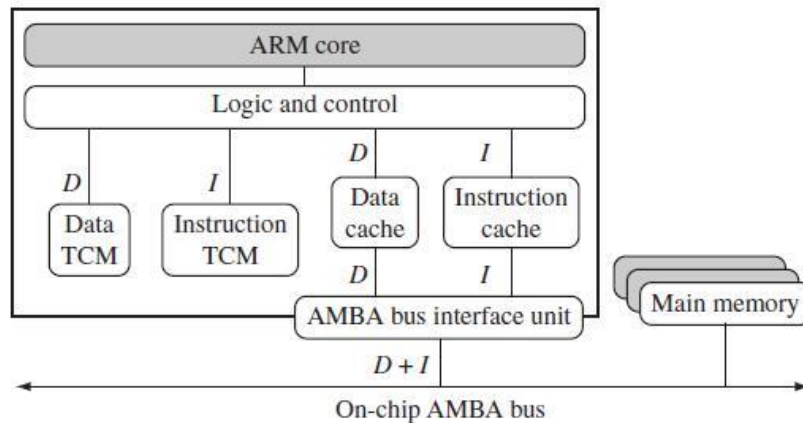 ARM core
Logic and control
D
I
D
I
Data
TCM
Instruction
TCM
Data
cache
Instruction
cache
D
I
AMBA bus interface unit
Main memory
D + I
On-chip AMBA bus